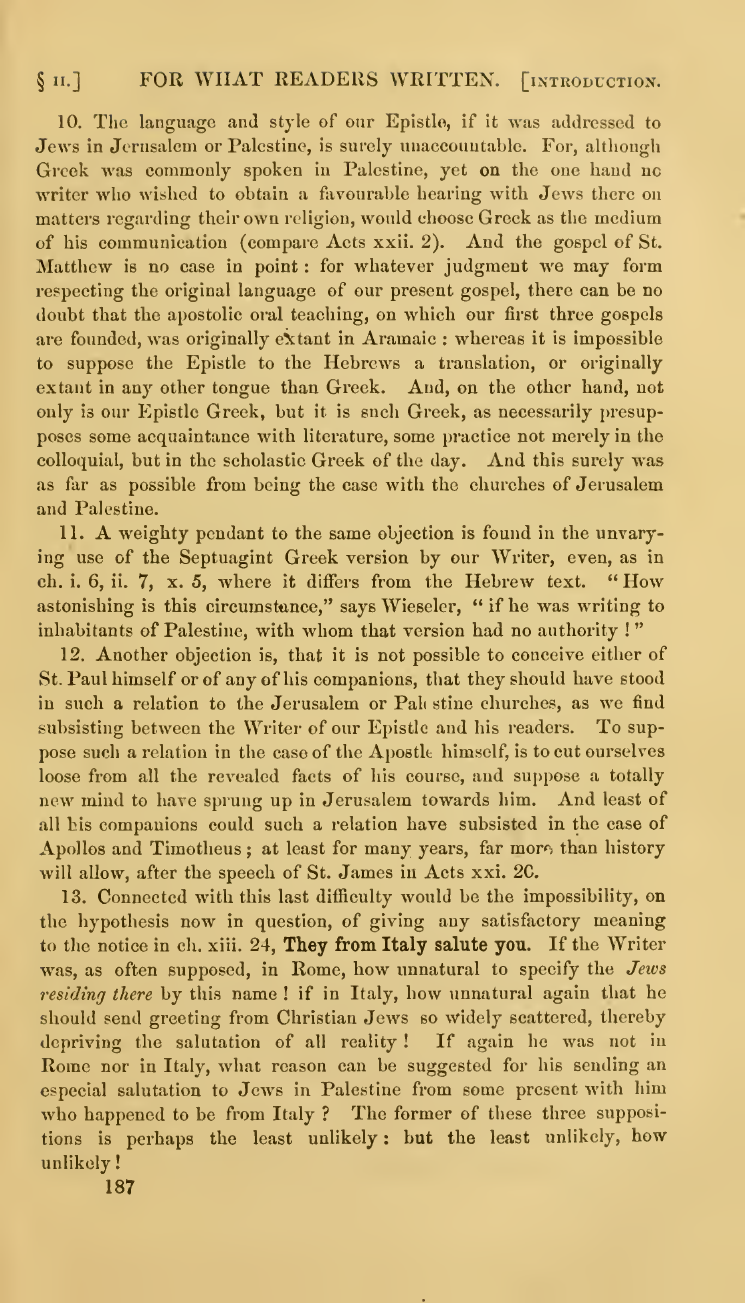 § II.] FOR WHAT READERS WRITTEN. [INTRODUCTION.
10. The language and style of our Epistle, if it was addressed to
Jews in Jerusalem or Palestine, is surely unaccountable. For, although
Greek was commonly spoken in Palestine, yet on the one hand no
writer who wished to obtain a favourable hearing with Jews there on
matters regarding their own religion, would choose Greek as the medium
of his communication (compare Acts xxii. 2). And the gospel of St.
Matthew is no case in point : for whatever judgment we may form
respecting the original language of our present gospel, there can be no
doubt that the apostolic oral teaching, on which our first three gospels
are founded, was originally extant in Aramaic : whereas it is impossible
to suppose the Epistle to the Hebrews a translation, or originally
extant in any other tongue than Greek. And, on the other hand, not
only is our Epistle Greek, but it is such Greek, as necessarily presup-
poses some acquaintance with literature, some practice not merely in the
colloquial, but in the scholastic Greek of the day. And this surely was
as far as possible from being the case with the churches of Jerusalem
and Palestine.
11. A weighty pendant to the same objection is found in the unvary-
ing use of the Septuagint Greek version by our Writer, even, as in
ch. i. 6, ii. 7, x. 5, where it differs from the Hebrew text. “ How
astonishing is this circumstance,” says Wieseler, “ if he was writing to
inhabitants of Palestine, with whom that version had no authority ! ”
12. Another objection is, that it is not possible to conceive either of
St. Paul himself or of any of his companions, that they should have stood
in such a relation to the Jerusalem or Palestine churches, as we find
subsisting between the Writer of our Epistle and his readers. To sup-
pose such a relation in the case of the Apostle himself, is to cut ourselves
loose from all the revealed facts of his course, and suppose a totally
new mind to have sprung up in Jerusalem towards him. And least of
all his companions could such a relation have subsisted in the case of
Apollos and Timotheus ; at least for many years, far more than history
will allow, after the speech of St. James in Acts xxi. 20.
13. Connected with this last difficulty would be the impossibility, on
the hypothesis now in question, of giving any satisfactory meaning
to the notice in ch. xiii. 24, They from Italy salute you. If the Writer
was, as often supposed, in Rome, how unnatural to specify the Jews
residing there by this name ! if in Italy, how unnatural again that he
should send greeting from Christian Jews so widely scattered, thereby
depriving the salutation of all reality ! If again he was not in
Rome nor in Italy, what reason can be suggested for his sending an
especial salutation to Jews in Palestine from some present with him
who happened to be from Italy ? The former of these three supposi-
tions is perhaps the least unlikely : but the least unlikely, how
unlikely !
187